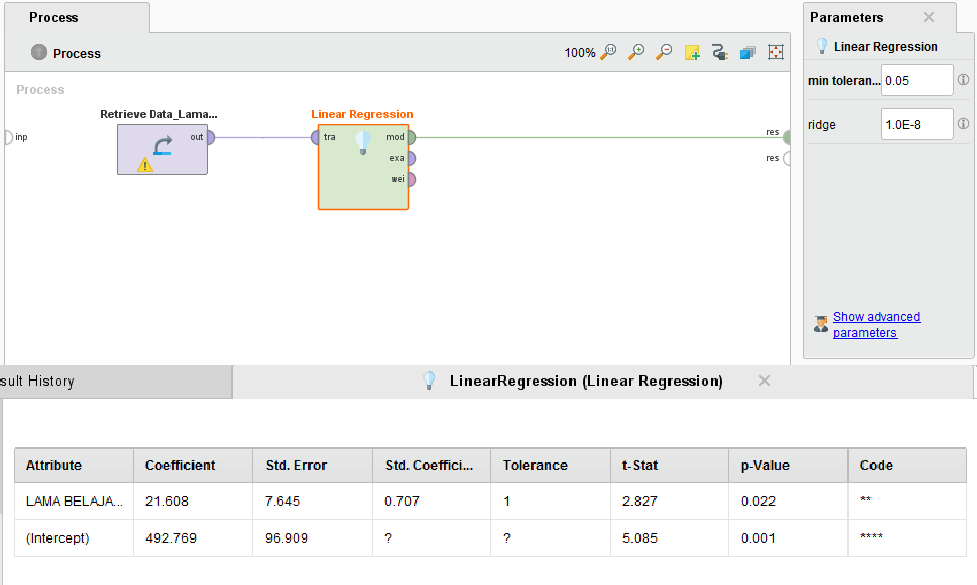 Process
Process
100%
Process
Retrieve Data_Lama...
Linear Regression
inp
out
tra
mod
exa
wei
res
res
Parameters
Linear Regression
min toleran...
0.05
ridge
1.0E-8
Show advanced
parameters
sult History
LinearRegression (Linear Regression)
Attribute Coefficient Std. Error Std. Coeffici... Tolerance t-Stat p-Value Code
LAMA BELAJA... 21.608 7.645 0.707 1 2.827 0.022 **
(Intercept) 492.769 96.909 ? ? 5.085 0.001 ****